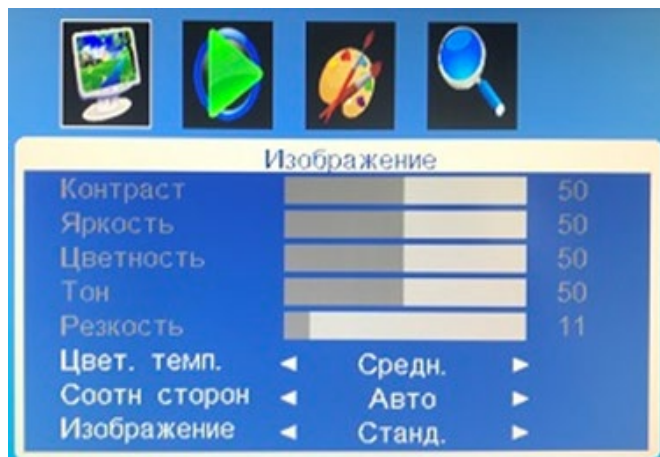 Изображение
Контраст 50
Яркость 50
Цветность 50
Тон 50
Резкость 11
Цвет. темп. Средн.
Соотн сторон Авто
Изображение Станд.